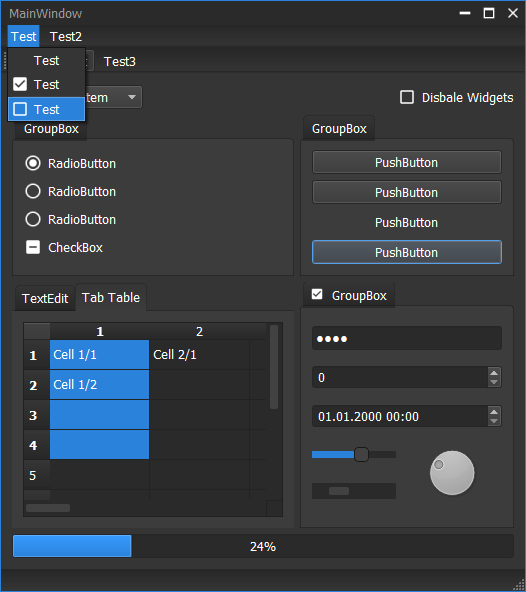 MainWindow
Test Test2
Test
Test3
Test
tem
Disbale Widgets
Test
GroupBox
GroupBox
RadioButton
PushButton
RadioButton
PushButton
RadioButton
PushButton
CheckBox
PushButton
TextEdit Tab Table
GroupBox
1 2
1 Cell 1/1 Cell 2/1
2 Cell 1/2
3
4
5
0
01.01.2000 00:00
24%